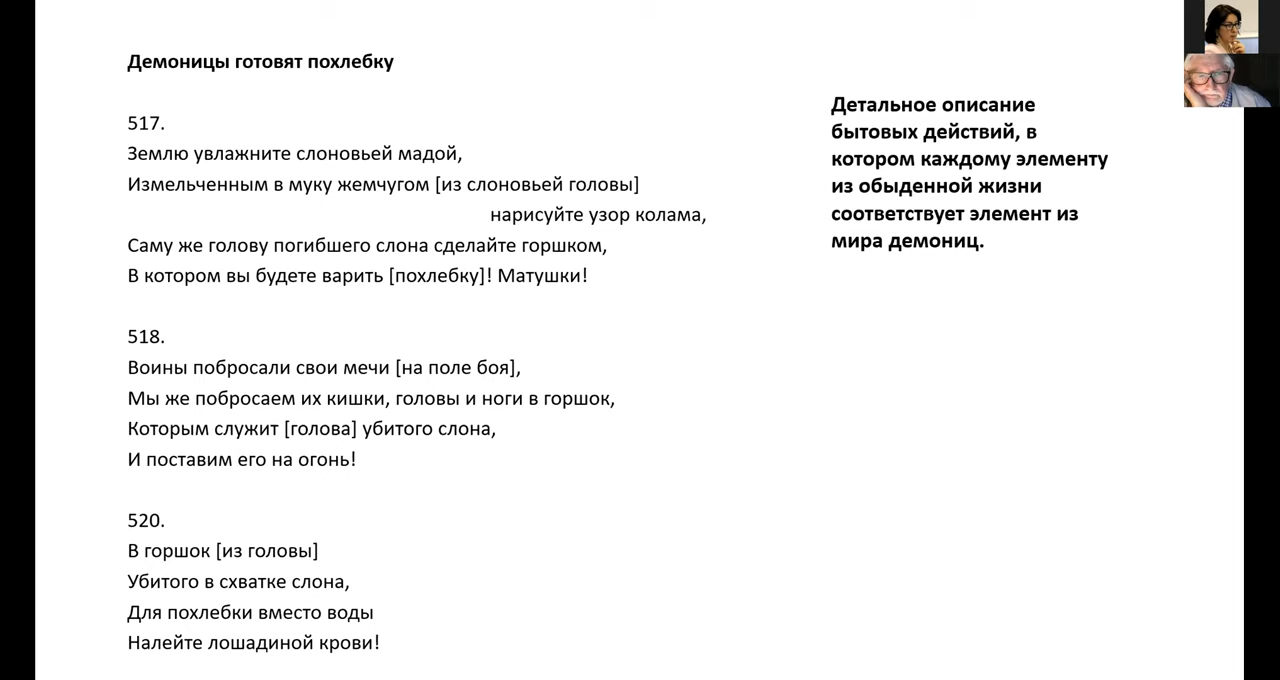 Демоницы готовят похлебку
517.
Землю увлажните слоновьей мадой,
Измельченным в муку жемчугом [из слоновьей головы]
нарисуйте узор колама,
Саму же голову погибшего слона сделайте горшком,
В котором вы будете варить [похлебку]! Матушки!
518.
Воины побросали свои мечи [на поле боя],
Мы же побросаем их кишки, головы и ноги в горшок,
Которым служит [голова] убитого слона,
И поставим его на огонь!
520.
В горшок [из головы]
Убитого в схватке слона,
Для похлебки вместо воды
Налейте лошадиной крови!
Детальное описание
бытовых действий, в
котором каждому элементу
из обыденной жизни
соответствует элемент из
мира демониц.